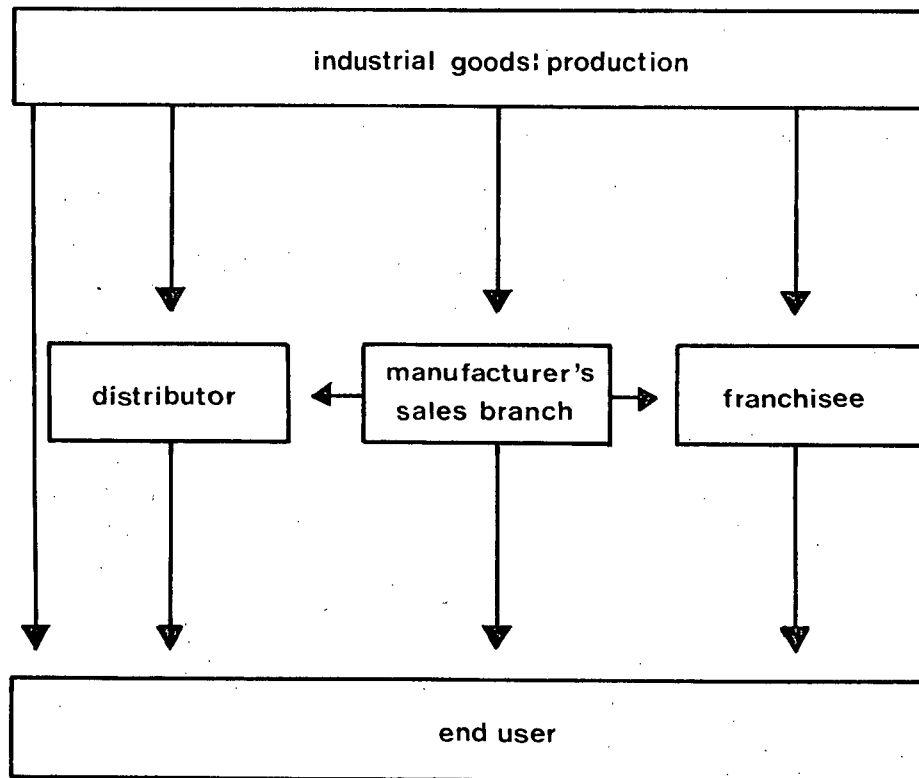 industrial goods: production
distributor
manufacturer's
sales branch
franchisee
end user